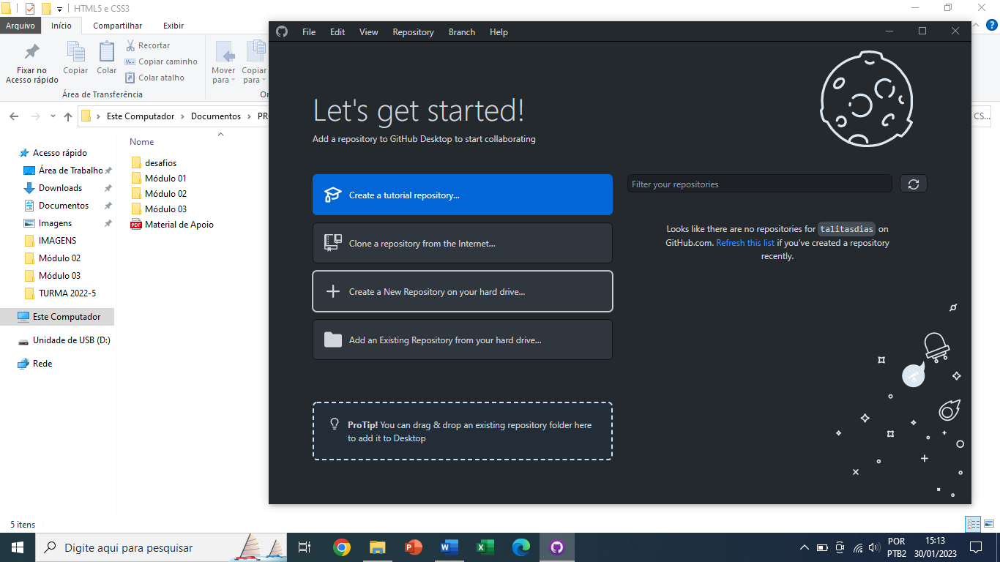 HTML5 e CSS3
Arquivo Início Compartilhar Exibir
Fixar no
Acesso rápido
Copiar
Colar
Recortar
Copiar caminho
Colar atalho
Mover
para
Copiar
para
Área de Transferência
Este Computador Documentos
CS...
Acesso rápido
Área de Trabalho
Downloads
Documentos
Imagens
IMAGENS
Módulo 02
Módulo 03
TURMA 2022-5
Este Computador
Unidade de USB (D:)
Rede
Nome
desafios
Módulo 01
Módulo 02
Módulo 03
PDF Material de Apoio
5 itens
File Edit View Repository Branch Help
Let's get started!
Add a repository to GitHub Desktop to start collaborating
Create a tutorial repository...
Clone a repository from the Internet...
Create a New Repository on your hard drive...
Add an Existing Repository from your hard drive...
ProTip! You can drag & drop an existing repository folder here
to add it to Desktop
Filter your repositories
Looks like there are no repositories for talitasdias on
GitHub.com. Refresh this list if you've created a repository
recently.
Digite aqui para pesquisar
POR
PTB2
15:13
30/01/2023